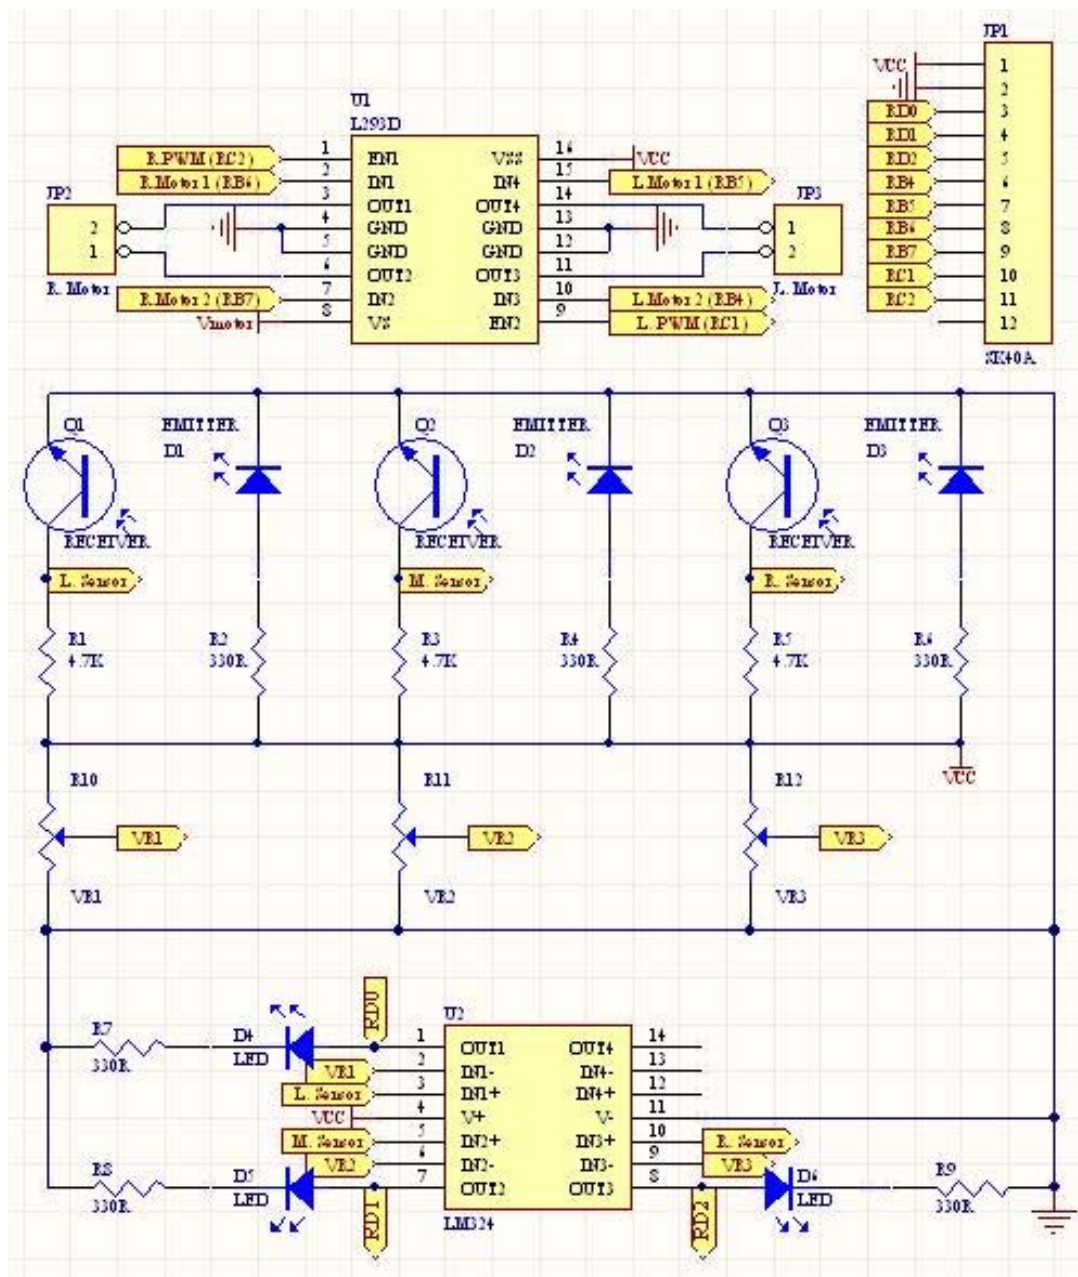 JP1
VCC
1
2
RD0
3
RD1
4
RD2
5
RB4
6
RB5
7
RB6
8
RB7
9
RC1
10
RC2
11
12
SK40A
U1
L293D
R.PWM (RC2)
1
EN1
VSS
16
VCC
R.Motor 1 (RB6)
2
IN1
IN4
15
L.Motor 1 (RB5)
JP2
3
OUT1
OUT4
14
JP3
2
4
GND
GND
13
1
1
5
GND
GND
12
2
6
OUT2
OUT3
11
R. Motor
L. Motor
R.Motor 2 (RB7)
7
IN2
IN3
10
L.Motor 2 (RB4)
Vmotor
8
VS
EN2
9
L. PWM (RC1)
Q1
EMITTER
D1
Q2
EMITTER
D2
Q3
EMITTER
D3
RECEIVER
RECEIVER
RECEIVER
L. Sensor
M. Sensor
R. Sensor
R1
4.7K
R2
330R
R3
4.7K
R4
330R
R5
4.7K
R6
330R
VCC
R10
R11
R12
VR1
VR2
VR3
VR1
VR2
VR3
RD0
U2
R7
330R
D4
LED
1
OUT1
OUT4
14
VR1
2
IN1-
IN4-
13
L. Sensor
3
IN1+
IN4+
12
VCC
4
V+
V-
11
M. Sensor
5
IN2+
IN3+
10
R. Sensor
VR2
6
IN2-
IN3-
9
VR3
R8
330R
D5
LED
7
OUT2
OUT3
8
D6
LED
R9
330R
RD1
RD2
LM324